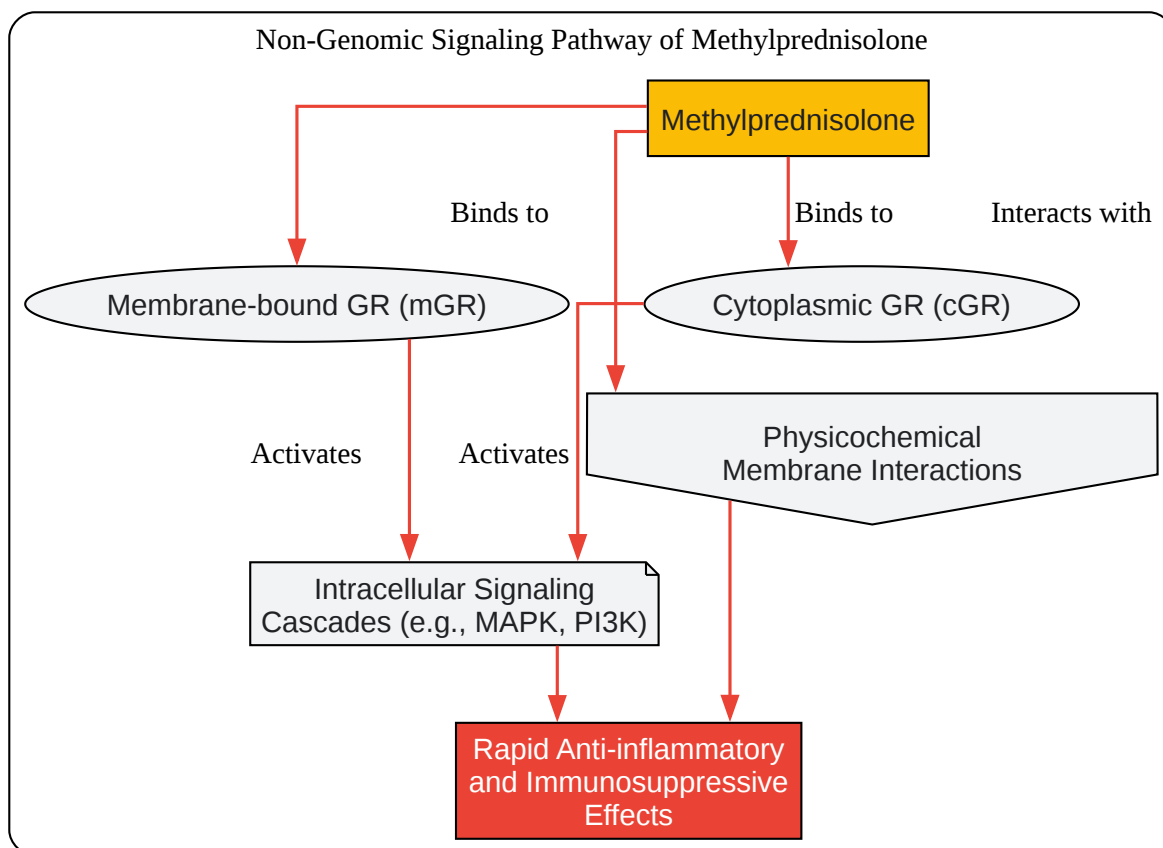 Non-Genomic Signaling Pathway of Methylprednisolone
Methylprednisolone
Binds to
Binds to
Interacts with
Membrane-bound GR (mGR)
Cytoplasmic GR (cGR)
Physicochemical
Membrane Interactions
Activates
Activates
Intracellular Signaling
Cascades (e.g., MAPK, PI3K)
Rapid Anti-inflammatory
and Immunosuppressive
Effects